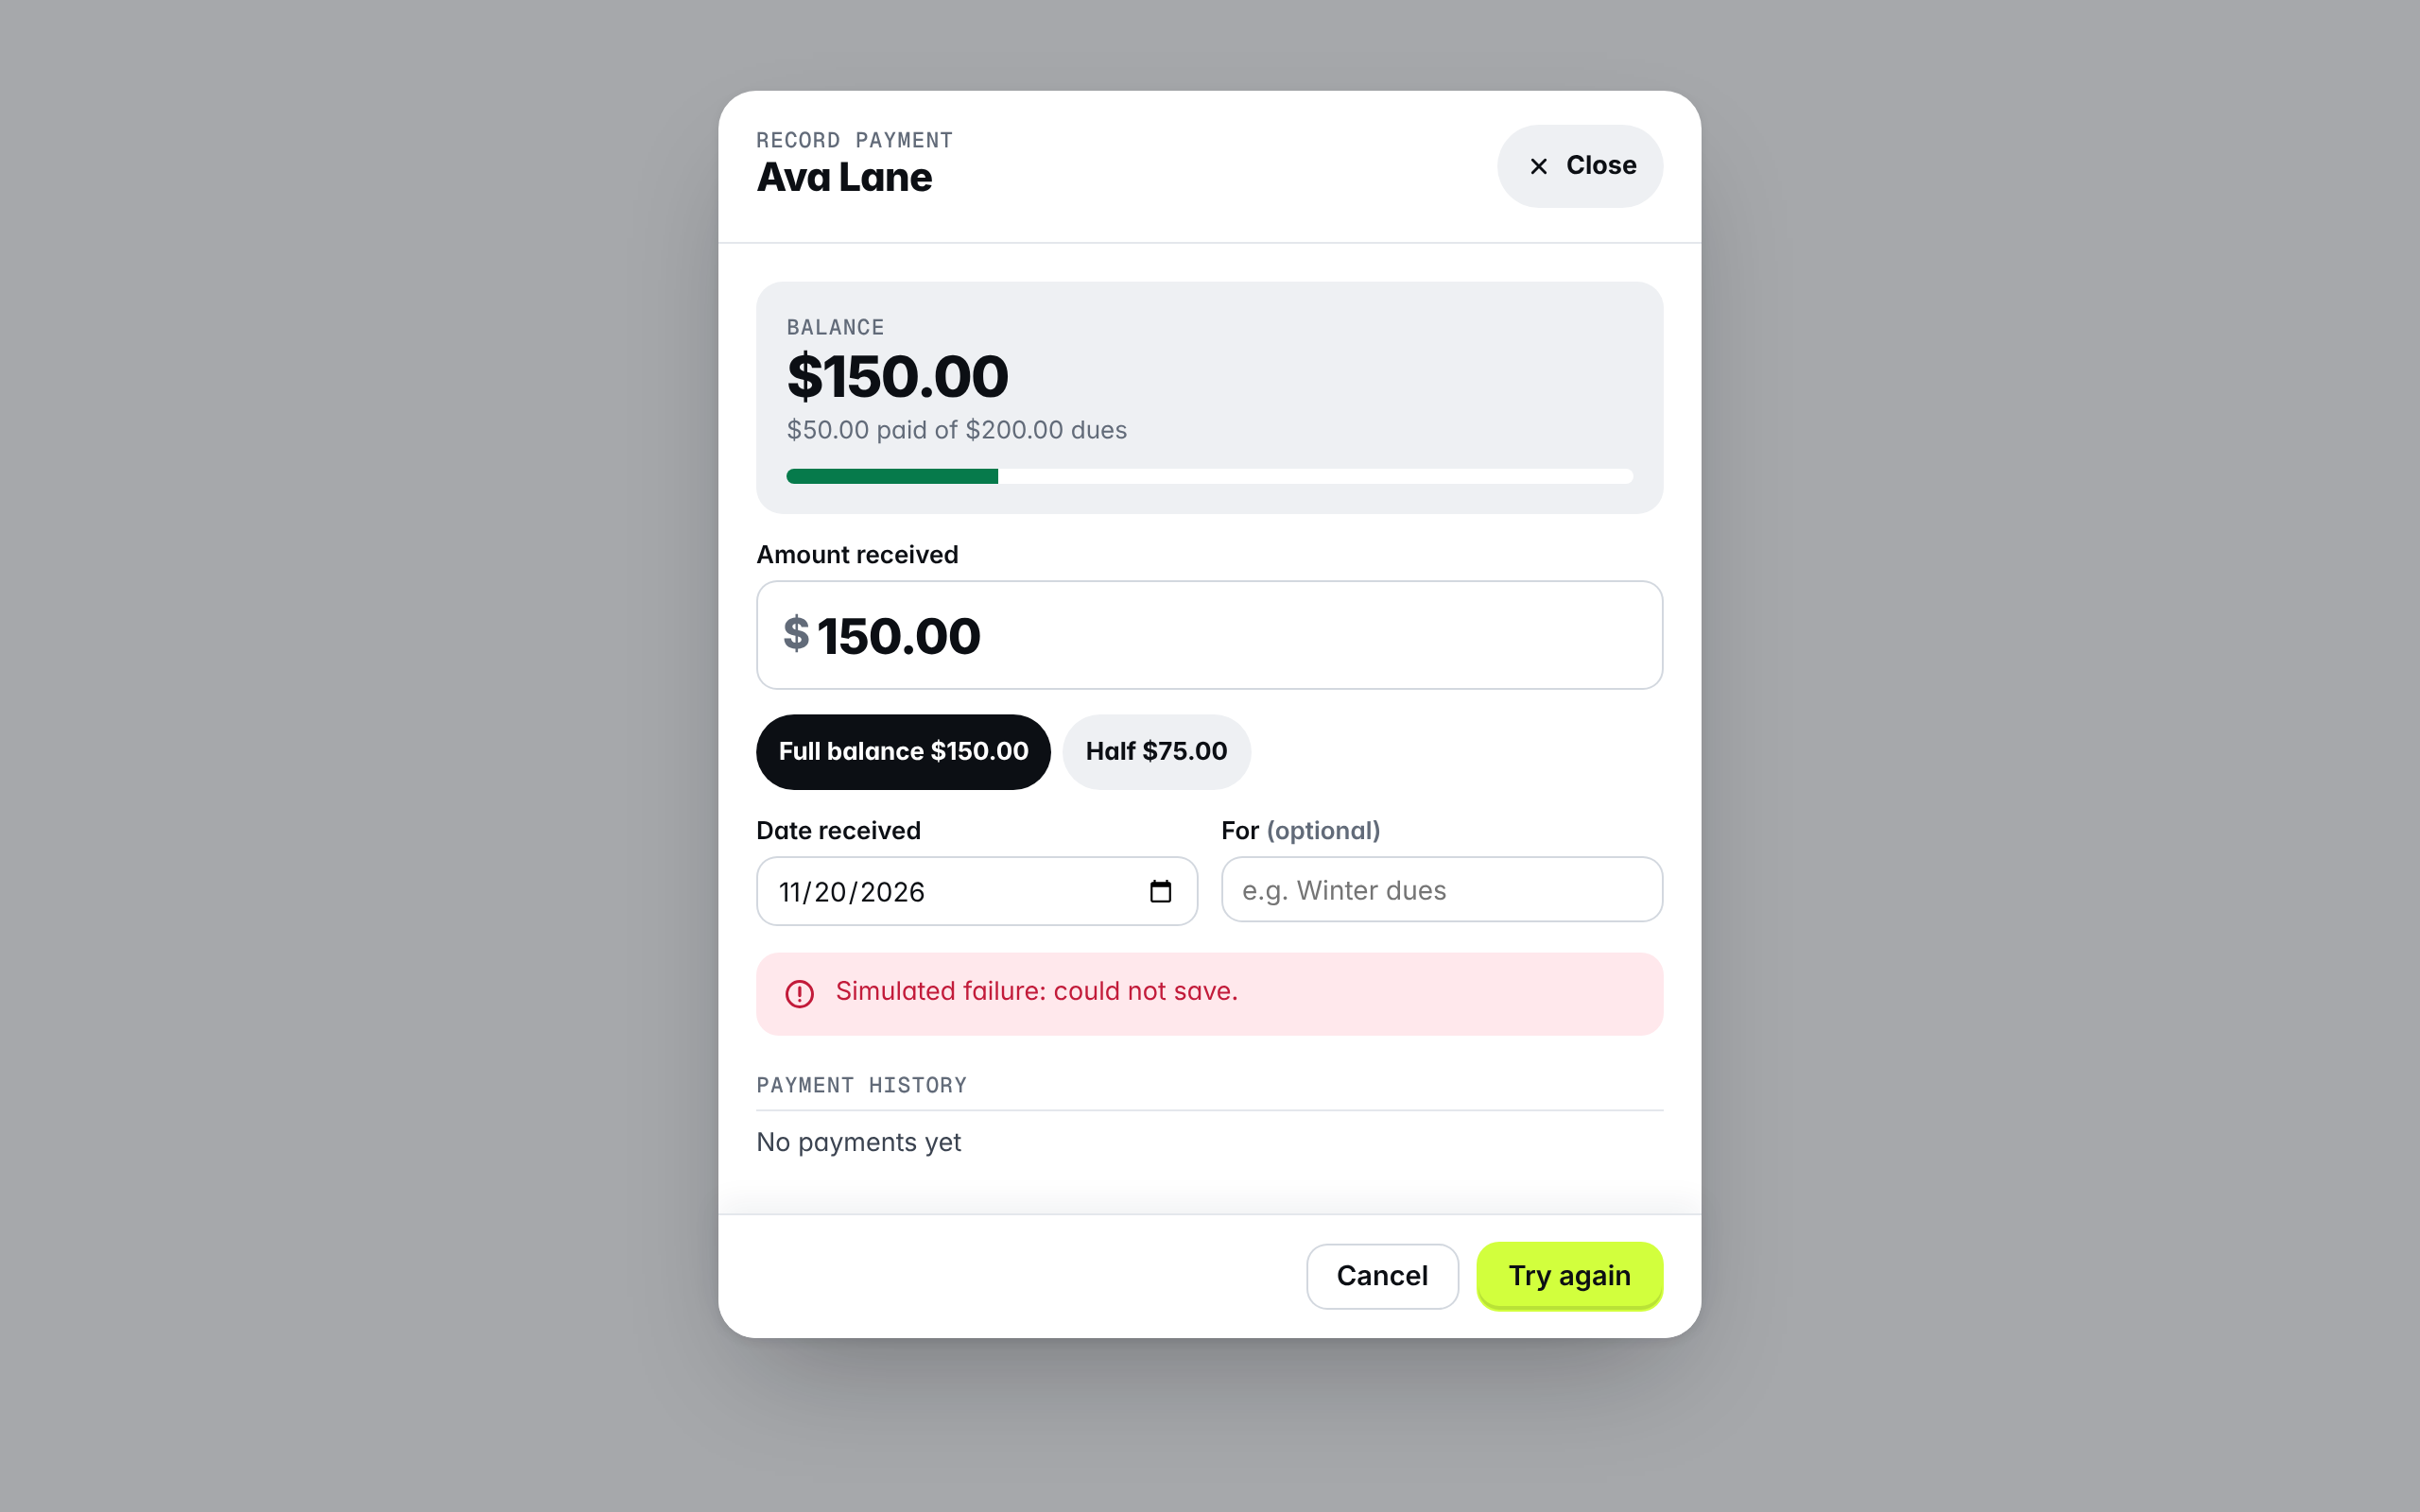 RECORD PAYMENT
Ava Lane
Close
BALANCE
$150.00
$50.00 paid of $200.00 dues
Amount received
$ 150.00
Full balance $150.00
Half $75.00
Date received
For (optional)
11/20/2026
e.g. Winter dues
Simulated failure: could not save.
PAYMENT HISTORY
No payments yet
Cancel
Try again